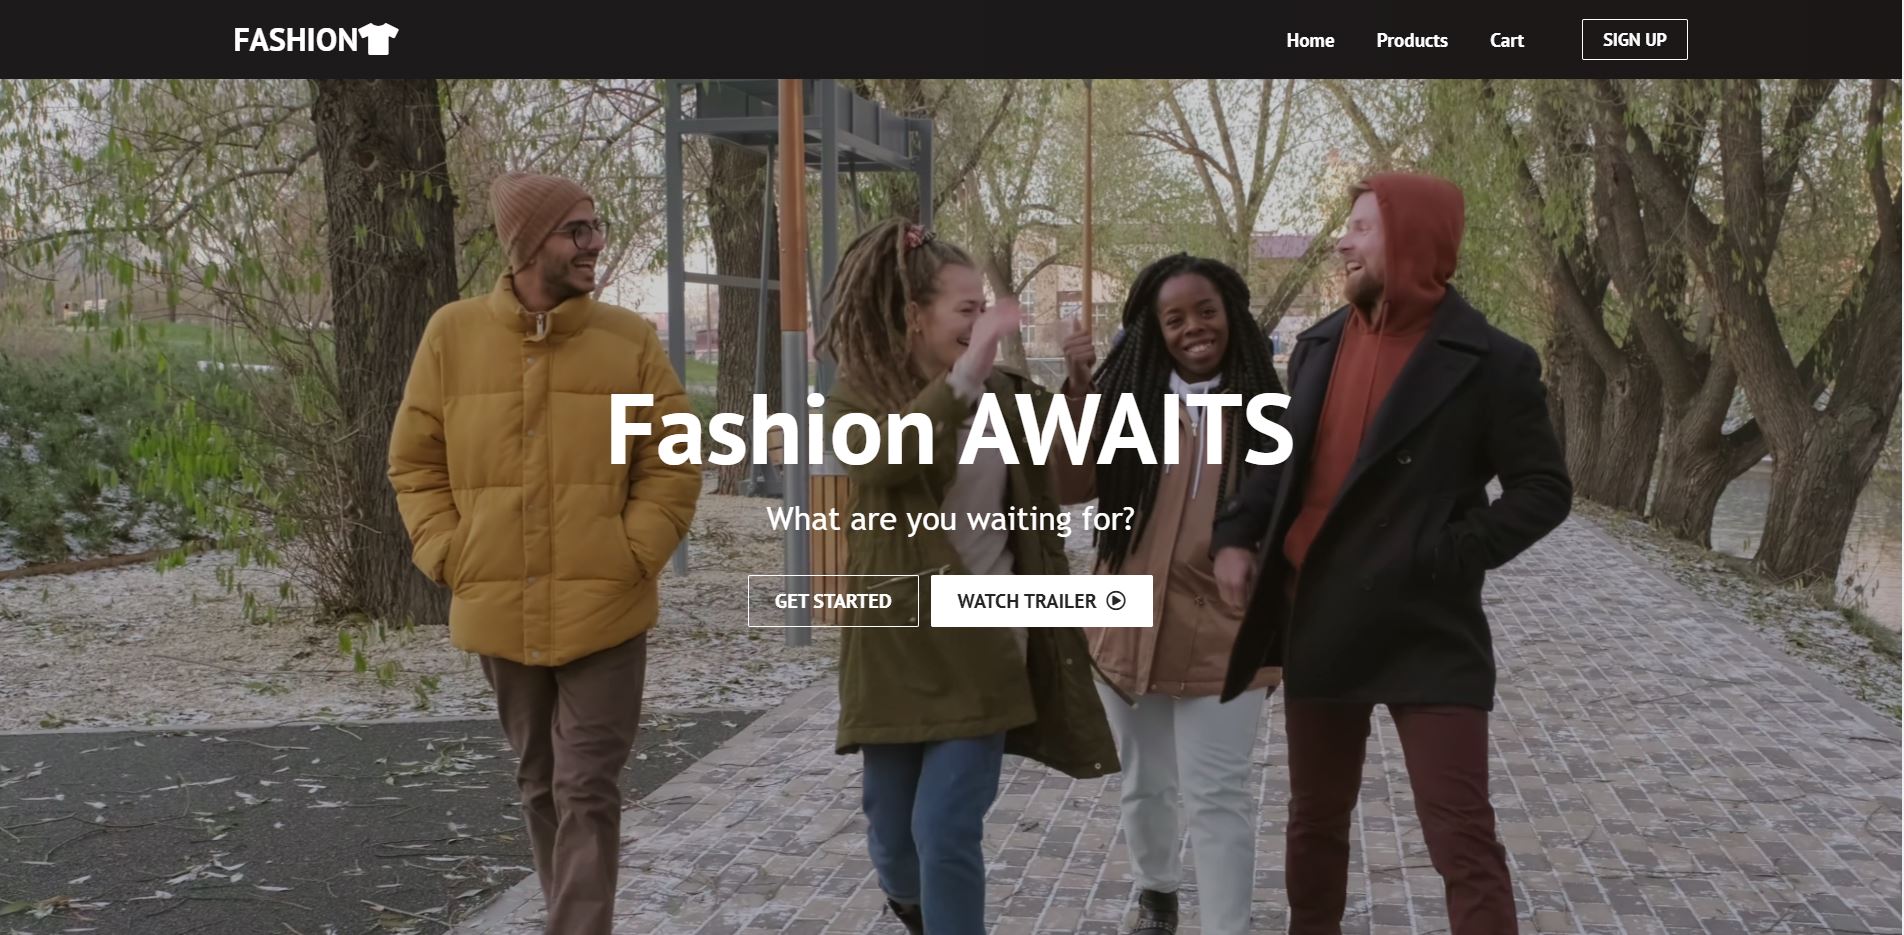 FASHION
Home
Products
Cart
SIGN UP
Fashion AWAITS
What are you waiting for?
GET STARTED
WATCH TRAILER